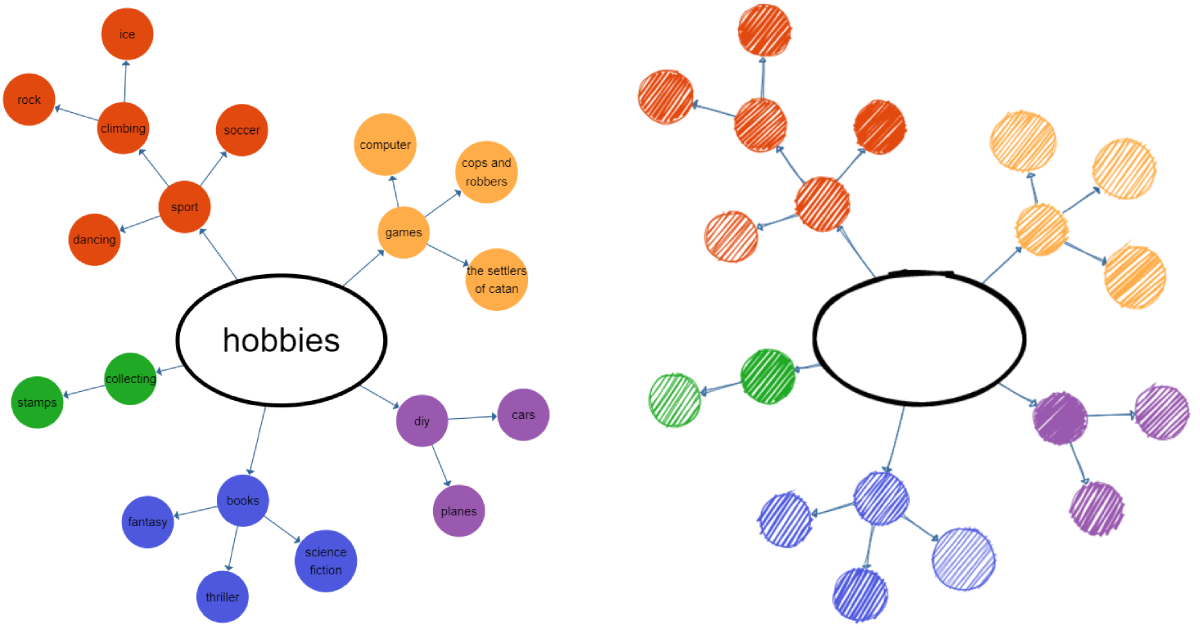 ice
rock
climbing
soccer
computer
cops and
robbers
sport
dancing
games
the settlers
of catan
hobbies
collecting
stamps
diy
cars
books
planes
fantasy
science
fiction
thriller